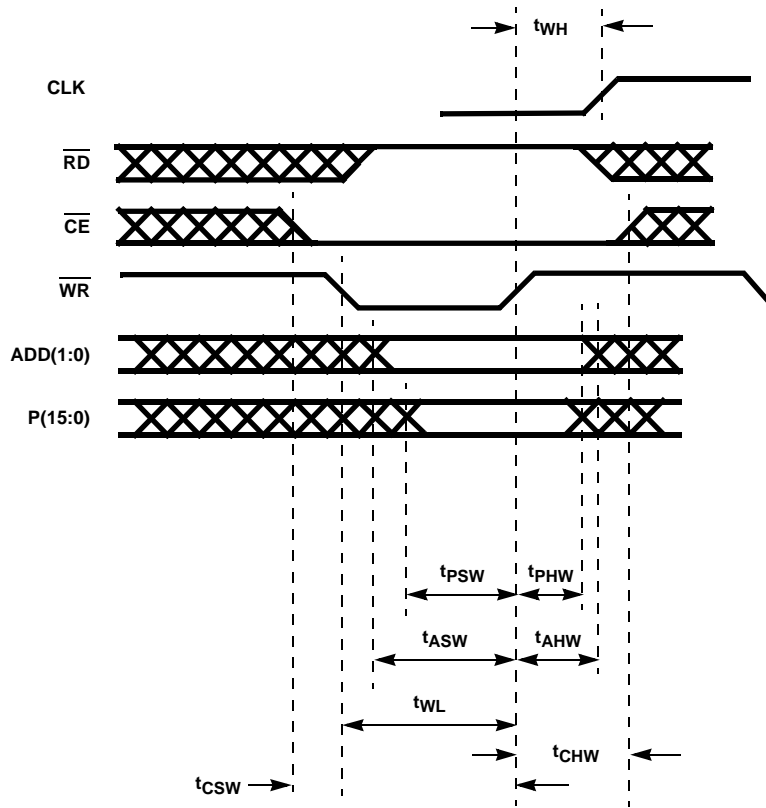 tWH
CLK
RD
CE
WR
ADD(1:0)
P(15:0)
tPSW
tPHW
tASW
tAHW
tWL
tCHW
tCSW